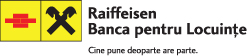 Raiffeisen
Banca pentru Locuințe
Cine pune deoparte are parte.